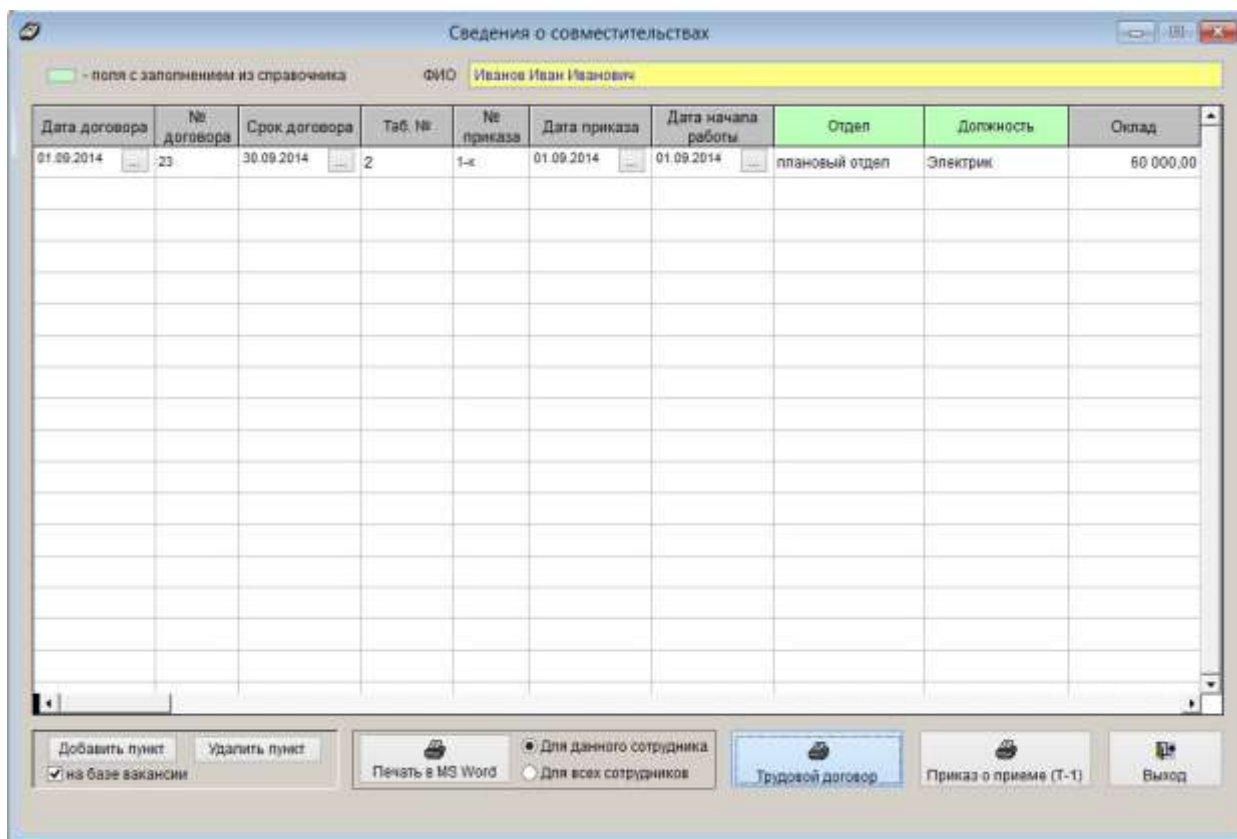 Сведения о совместительствах
- поля с заполнением из справочника ФИО Иванов Иван Иванович
Дата договора № договора Срок договора Таб. № № приказа Дата приказа Дата начала работы Отдел Должность Оклад
01.09.2014 ... 23 30.09.2014 ... 2 1-к 01.09.2014 ... 01.09.2014 ... плановый отдел Электрик 60 000,00
Добавить пункт Удалить пункт
на базе вакансии
Печать в MS Word
Для данного сотрудника
Для всех сотрудников
Трудовой договор
Приказ о приеме (Т-1)
Выход